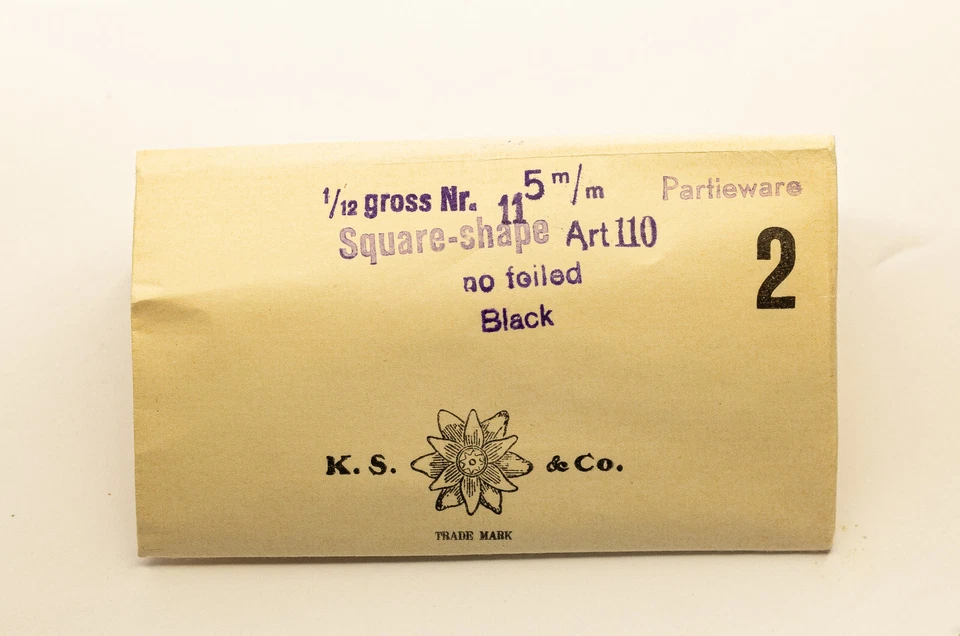 1/12 gross Nr. 11 5 m/m Partieware
Square-shape Art 110
2
no foiled
Black
K. S. & Co.
TRADE MARK